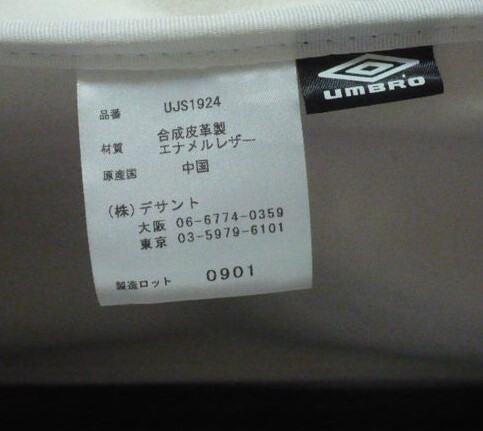 umbro
品番 UJS1924
材質 合成皮革製
エナメルレザー
原産国 中国
(株)デサント
大阪 06-6774-0359
東京 03-5979-6101
製造ロット 0901